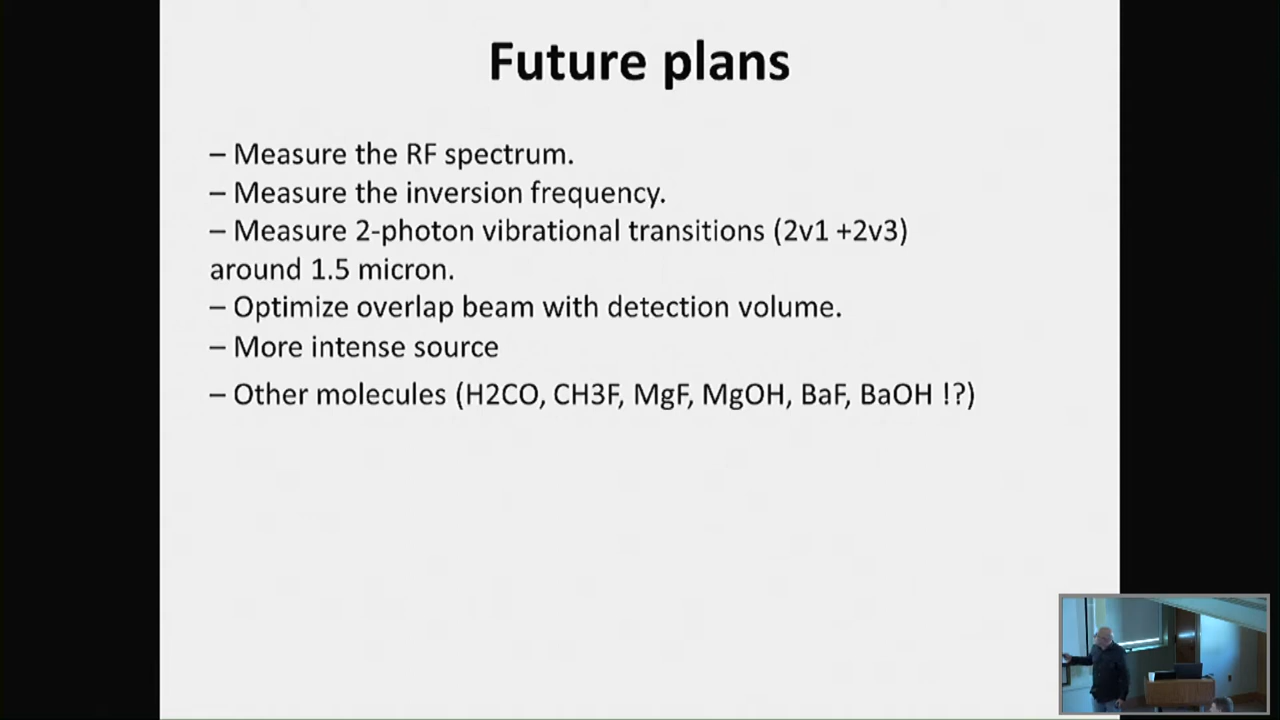 Future plans
– Measure the RF spectrum.
– Measure the inversion frequency.
– Measure 2-photon vibrational transitions (2v1 +2v3)
around 1.5 micron.
– Optimize overlap beam with detection volume.
– More intense source
– Other molecules (H2CO, CH3F, MgF, MgOH, BaF, BaOH !?)